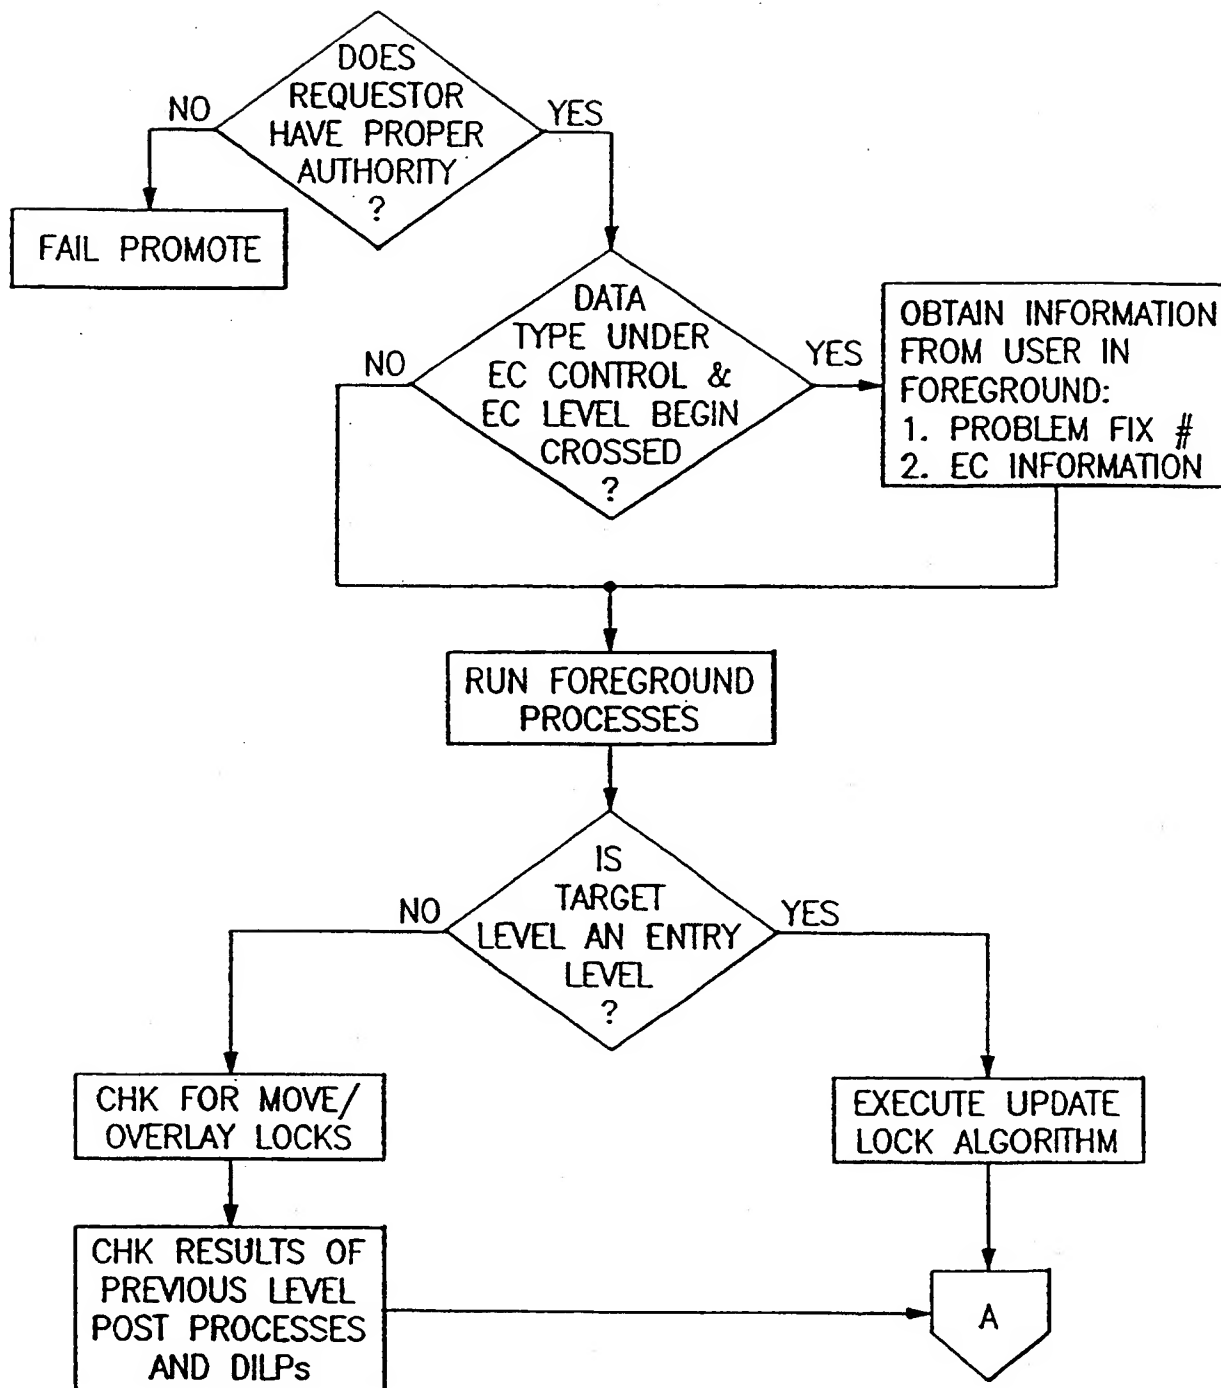 DOES
REQUESTOR
HAVE PROPER
AUTHORITY
?
NO
YES
FAIL PROMOTE
DATA
TYPE UNDER
EC CONTROL &
EC LEVEL BEGIN
CROSSED
?
NO
YES
OBTAIN INFORMATION
FROM USER IN
FOREGROUND:
1. PROBLEM FIX #
2. EC INFORMATION
RUN FOREGROUND
PROCESSES
IS
TARGET
LEVEL AN ENTRY
LEVEL
?
NO
YES
CHK FOR MOVE/
OVERLAY LOCKS
EXECUTE UPDATE
LOCK ALGORITHM
CHK RESULTS OF
PREVIOUS LEVEL
POST PROCESSES
AND DILPs
A